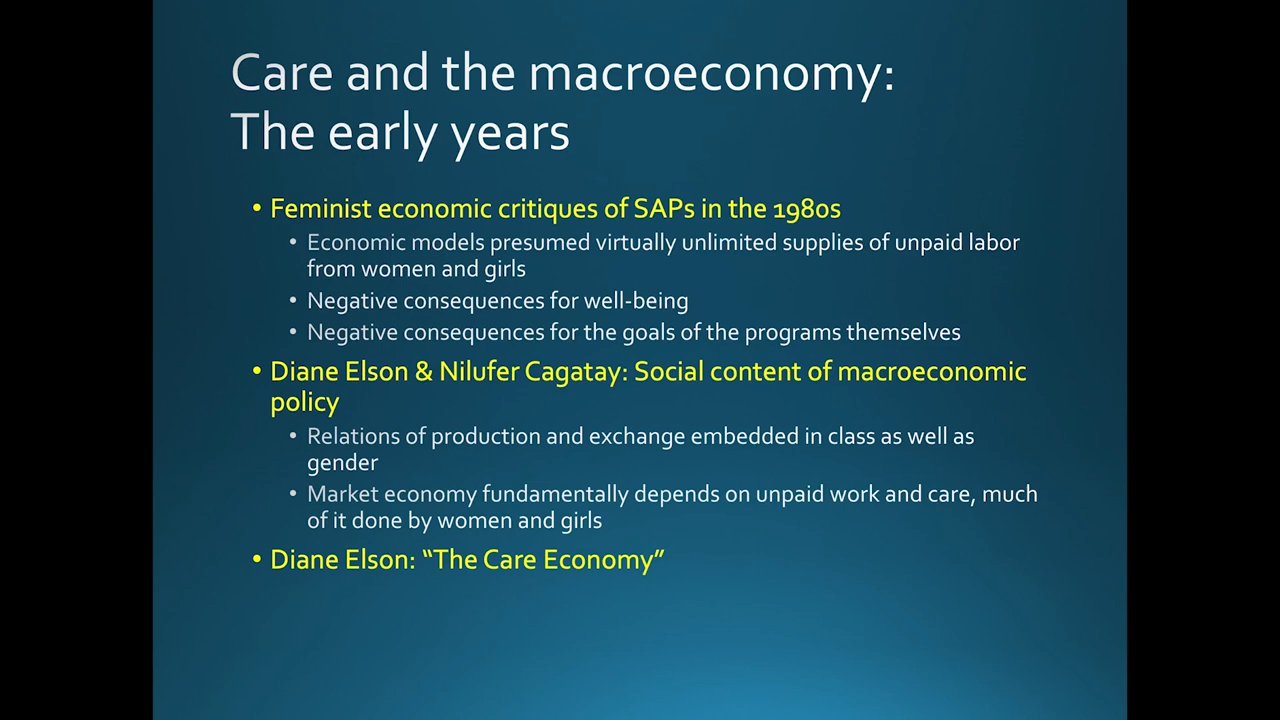 Care and the macroeconomy:
The early years
• Feminist economic critiques of SAPs in the 1980s
• Economic models presumed virtually unlimited supplies of unpaid labor
from women and girls
• Negative consequences for well-being
• Negative consequences for the goals of the programs themselves
• Diane Elson & Nilufer Cagatay: Social content of macroeconomic
policy
• Relations of production and exchange embedded in class as well as
gender
• Market economy fundamentally depends on unpaid work and care, much
of it done by women and girls
• Diane Elson: “The Care Economy”